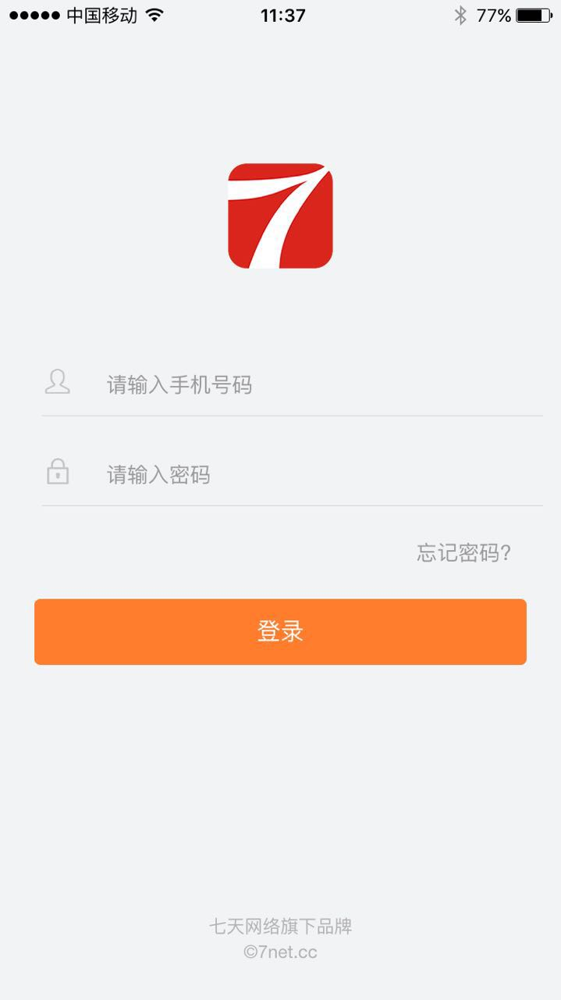 中国移动 11:37 77%
7
请输入手机号码
请输入密码
忘记密码?
登录
七天网络旗下品牌
©7net.cc